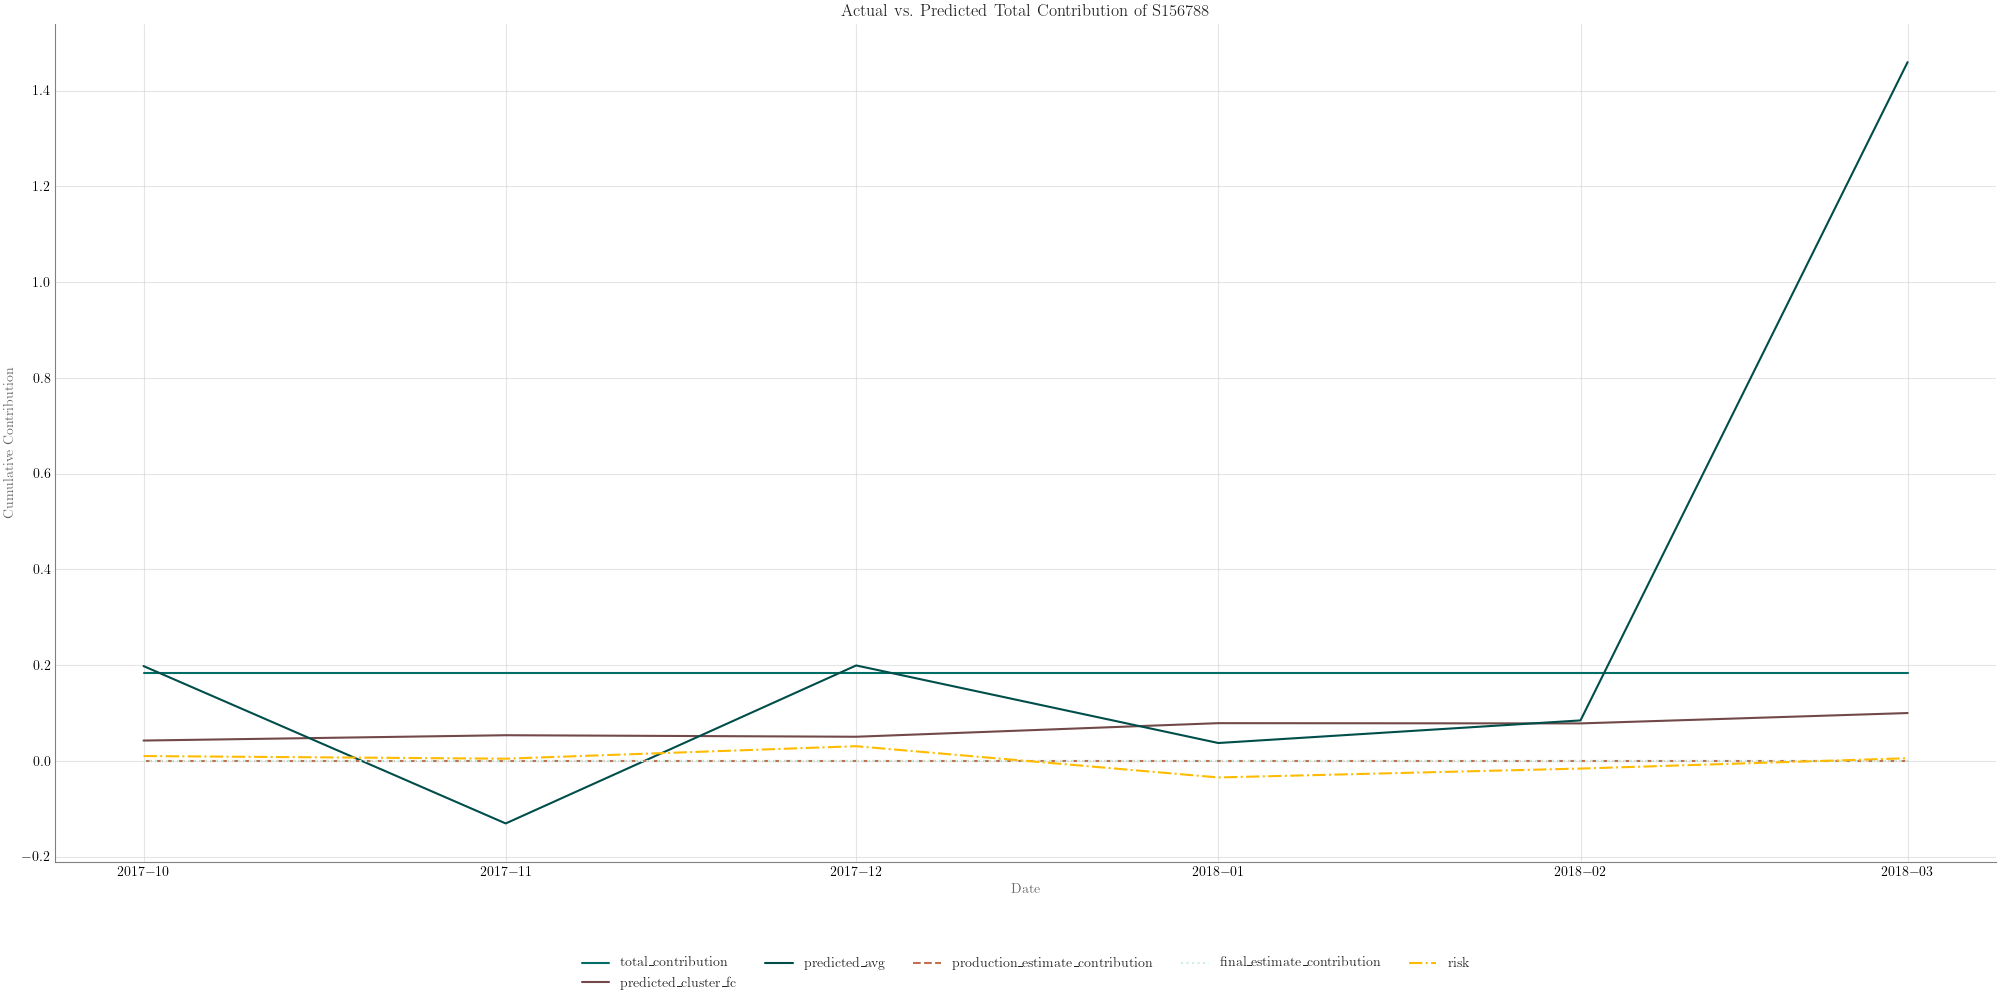 Actual vs. Predicted Total Contribution of S156788
Cumulative Contribution
1.4
1.2
1.0
0.8
0.6
0.4
0.2
0.0
−0.2
2017−10 2017−11 2017−12 2018−01 2018−02 2018−03
Date
total_contribution predicted_avg production_estimate_contribution final_estimate_contribution risk
predicted_cluster_fc